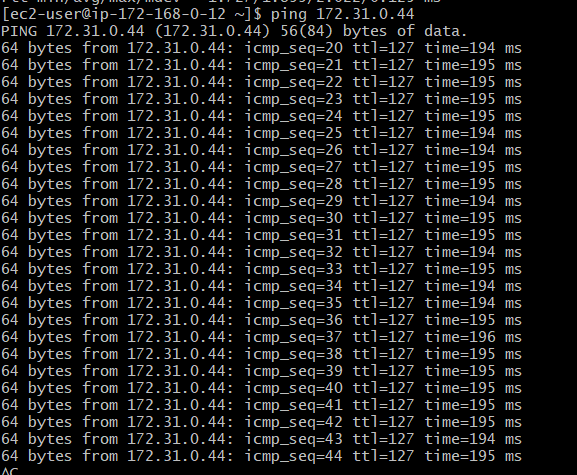 [ec2-user@ip-172-168-0-12 ~]$ ping 172.31.0.44
PING 172.31.0.44 (172.31.0.44) 56(84) bytes of data.
64 bytes from 172.31.0.44: icmp_seq=20 ttl=127 time=194 ms
64 bytes from 172.31.0.44: icmp_seq=21 ttl=127 time=195 ms
64 bytes from 172.31.0.44: icmp_seq=22 ttl=127 time=195 ms
64 bytes from 172.31.0.44: icmp_seq=23 ttl=127 time=195 ms
64 bytes from 172.31.0.44: icmp_seq=24 ttl=127 time=195 ms
64 bytes from 172.31.0.44: icmp_seq=25 ttl=127 time=194 ms
64 bytes from 172.31.0.44: icmp_seq=26 ttl=127 time=194 ms
64 bytes from 172.31.0.44: icmp_seq=27 ttl=127 time=195 ms
64 bytes from 172.31.0.44: icmp_seq=28 ttl=127 time=195 ms
64 bytes from 172.31.0.44: icmp_seq=29 ttl=127 time=194 ms
64 bytes from 172.31.0.44: icmp_seq=30 ttl=127 time=195 ms
64 bytes from 172.31.0.44: icmp_seq=31 ttl=127 time=195 ms
64 bytes from 172.31.0.44: icmp_seq=32 ttl=127 time=194 ms
64 bytes from 172.31.0.44: icmp_seq=33 ttl=127 time=195 ms
64 bytes from 172.31.0.44: icmp_seq=34 ttl=127 time=194 ms
64 bytes from 172.31.0.44: icmp_seq=35 ttl=127 time=194 ms
64 bytes from 172.31.0.44: icmp_seq=36 ttl=127 time=195 ms
64 bytes from 172.31.0.44: icmp_seq=37 ttl=127 time=196 ms
64 bytes from 172.31.0.44: icmp_seq=38 ttl=127 time=195 ms
64 bytes from 172.31.0.44: icmp_seq=39 ttl=127 time=195 ms
64 bytes from 172.31.0.44: icmp_seq=40 ttl=127 time=195 ms
64 bytes from 172.31.0.44: icmp_seq=41 ttl=127 time=195 ms
64 bytes from 172.31.0.44: icmp_seq=42 ttl=127 time=195 ms
64 bytes from 172.31.0.44: icmp_seq=43 ttl=127 time=194 ms
64 bytes from 172.31.0.44: icmp_seq=44 ttl=127 time=195 ms
^C